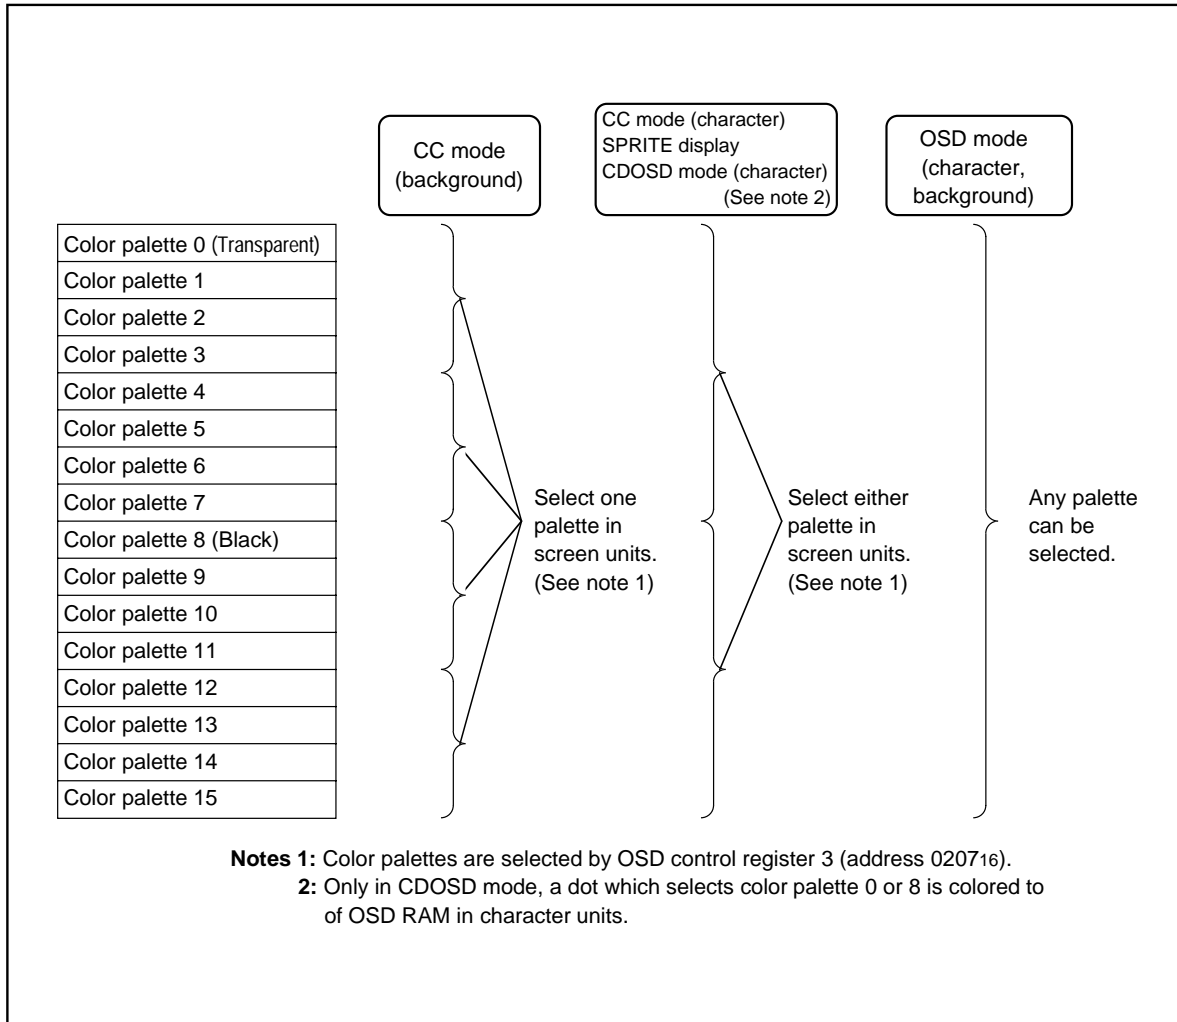 CC mode
(background)
CC mode (character)
SPRITE display
CDOSD mode (character)
(See note 2)
OSD mode
(character,
background)
Color palette 0 (Transparent)
Color palette 1
Color palette 2
Color palette 3
Color palette 4
Color palette 5
Color palette 6
Color palette 7
Color palette 8 (Black)
Color palette 9
Color palette 10
Color palette 11
Color palette 12
Color palette 13
Color palette 14
Color palette 15
Select one
palette in
screen units.
(See note 1)
Select either
palette in
screen units.
(See note 1)
Any palette
can be
selected.
Notes 1: Color palettes are selected by OSD control register 3 (address 020716).
2: Only in CDOSD mode, a dot which selects color palette 0 or 8 is colored to
of OSD RAM in character units.